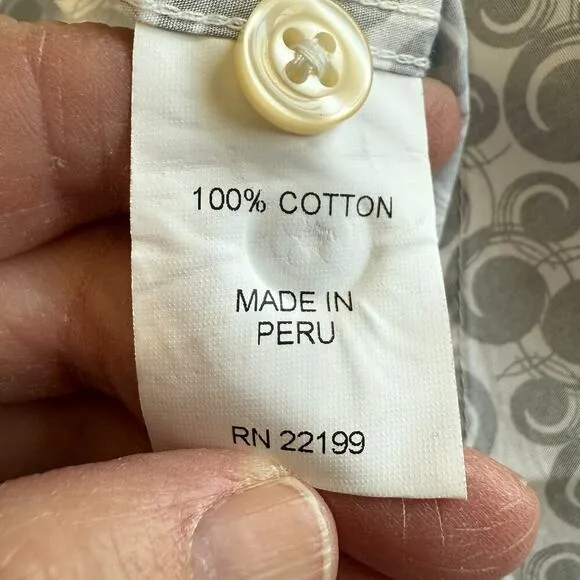 100% COTTON
MADE IN
PERU
RN 22199